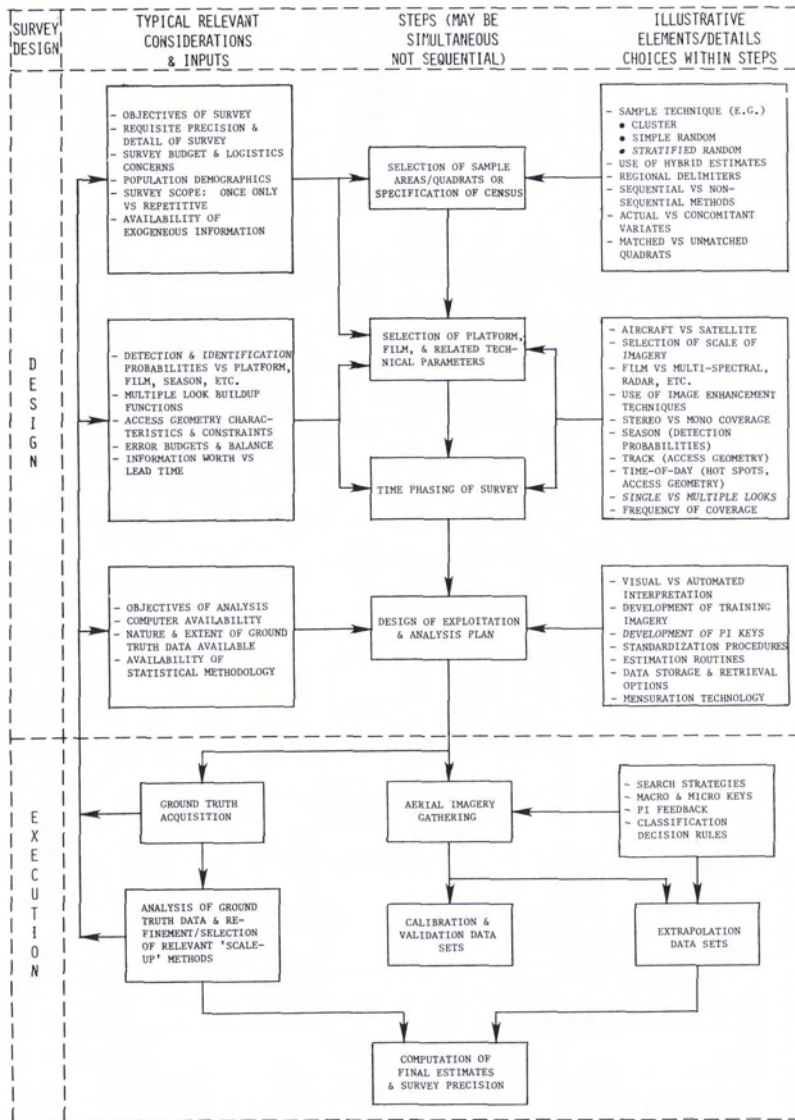 SURVEY
DESIGN
TYPICAL RELEVANT
CONSIDERATIONS
& INPUTS
STEPS (MAY BE
SIMULTANEOUS
NOT SEQUENTIAL)
ILLUSTRATIVE
ELEMENTS/DETAILS
CHOICES WITHIN STEPS
DESIGN
- OBJECTIVES OF SURVEY
- REQUISITE PRECISION &
DETAIL OF SURVEY
- SURVEY BUDGET & LOGISTICS
CONCERNS
- POPULATION DEMOGRAPHICS
- SURVEY SCOPE: ONCE ONLY
VS REPETITIVE
- AVAILABILITY OF
EXOGENEOUS INFORMATION
SELECTION OF SAMPLE
AREAS/QUADRATS OR
SPECIFICATION OF CENSUS
- SAMPLE TECHNIQUE (E.G.)
• CLUSTER
• SIMPLE RANDOM
• STRATIFIED RANDOM
- USE OF HYBRID ESTIMATES
- REGIONAL DELIMITERS
- SEQUENTIAL VS NON-
SEQUENTIAL METHODS
- ACTUAL VS CONCOMITANT
VARIATES
- MATCHED VS UNMATCHED
QUADRATS
- DETECTION & IDENTIFICATION
PROBABILITIES VS PLATFORM,
FILM, SEASON, ETC.
- MULTIPLE LOOK BUILDUP
FUNCTIONS
- ACCESS GEOMETRY CHARAC-
TERISTICS & CONSTRAINTS
- ERROR BUDGETS & BALANCE
- INFORMATION WORTH VS
LEAD TIME
SELECTION OF PLATFORM,
FILM, & RELATED TECH-
NICAL PARAMETERS
TIME PHASING OF SURVEY
- AIRCRAFT VS SATELLITE
- SELECTION OF SCALE OF
IMAGERY
- FILM VS MULTI-SPECTRAL,
RADAR, ETC.
- USE OF IMAGE ENHANCEMENT
TECHNIQUES
- STEREO VS MONO COVERAGE
- SEASON (DETECTION
PROBABILITIES)
- TRACK (ACCESS GEOMETRY)
- TIME-OF-DAY (HOT SPOTS,
ACCESS GEOMETRY)
- SINGLE VS MULTIPLE LOOKS
- FREQUENCY OF COVERAGE
- OBJECTIVES OF ANALYSIS
- COMPUTER AVAILABILITY
- NATURE & EXTENT OF GROUND
TRUTH DATA AVAILABLE
- AVAILABILITY OF
STATISTICAL METHODOLOGY
DESIGN OF EXPLOITATION
& ANALYSIS PLAN
- VISUAL VS AUTOMATED
INTERPRETATION
- DEVELOPMENT OF TRAINING
IMAGERY
- DEVELOPMENT OF PI KEYS
- STANDARDIZATION PROCEDURES
- ESTIMATION ROUTINES
- DATA STORAGE & RETRIEVAL
OPTIONS
- MENSURATION TECHNOLOGY
EXECUTION
GROUND TRUTH
ACQUISITION
AERIAL IMAGERY
GATHERING
~ SEARCH STRATEGIES
~ MACRO & MICRO KEYS
~ PI FEEDBACK
~ CLASSIFICATION
DECISION RULES
ANALYSIS OF GROUND
TRUTH DATA & RE-
FINEMENT/SELECTION
OF RELEVANT 'SCALE-
UP' METHODS
CALIBRATION &
VALIDATION DATA
SETS
EXTRAPOLATION
DATA SETS
COMPUTATION OF
FINAL ESTIMATES
& SURVEY PRECISION